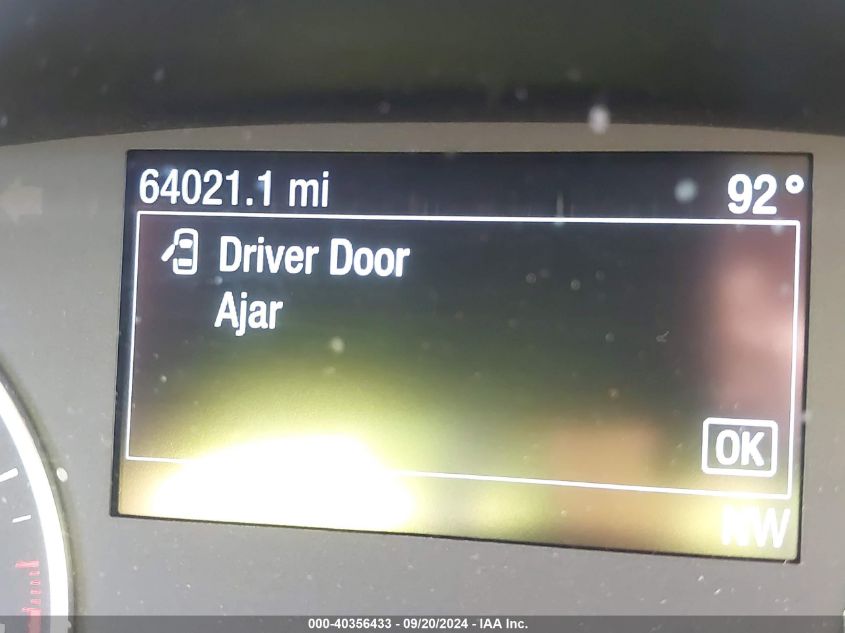 64021.1 mi 92°
Driver Door
Ajar
OK
NW
000-40356433 - 09/20/2024 - IAA Inc.